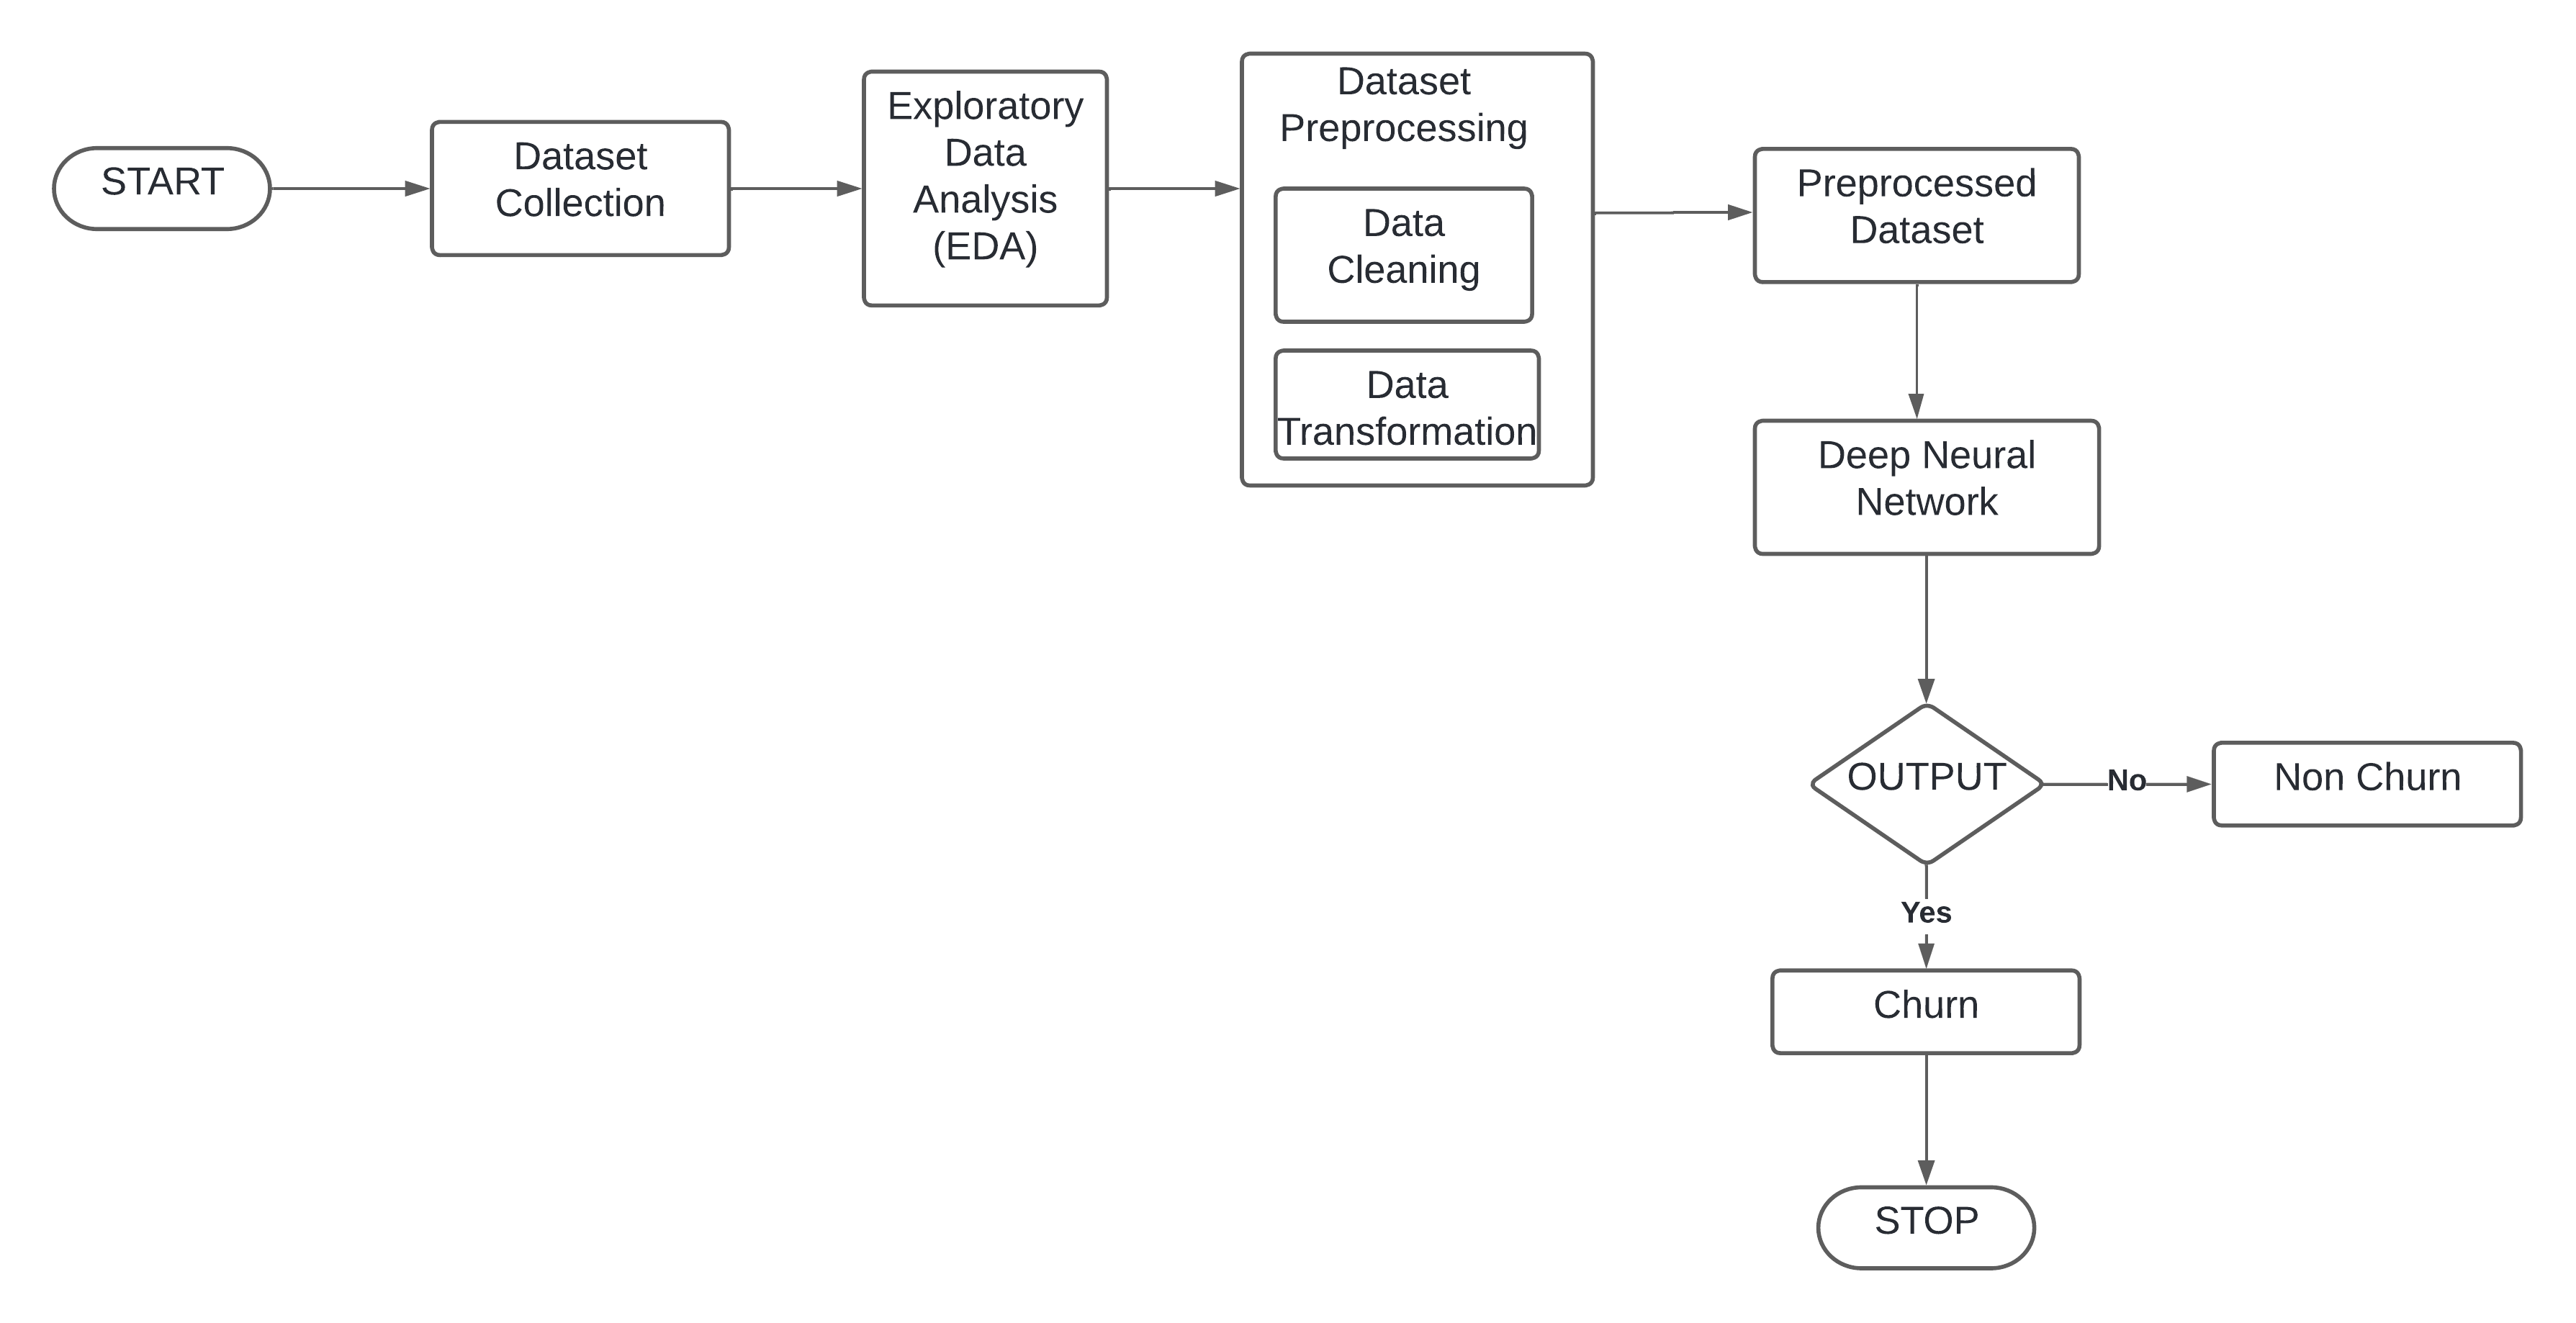 START
Dataset
Collection
Exploratory
Data
Analysis
(EDA)
Dataset
Preprocessing
Data
Cleaning
Data
Transformation
Preprocessed
Dataset
Deep Neural
Network
OUTPUT
No
Non Churn
Yes
Churn
STOP